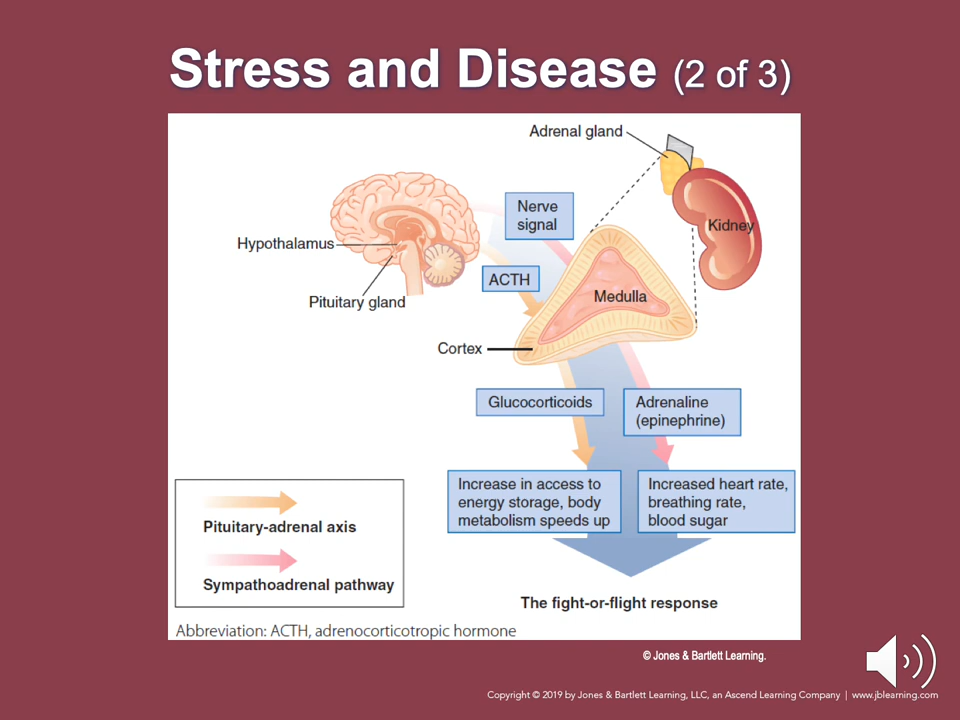 Stress and Disease (2 of 3)
Adrenal gland
Nerve
signal
Kidney
Hypothalamus
ACTH
Medulla
Pituitary gland
Cortex
Glucocorticoids
Adrenaline
(epinephrine)
Increase in access to
energy storage, body
metabolism speeds up
Increased heart rate,
breathing rate,
blood sugar
Pituitary-adrenal axis
Sympathoadrenal pathway
The fight-or-flight response
Abbreviation: ACTH, adrenocorticotropic hormone
© Jones & Bartlett Learning.
Copyright © 2019 by Jones & Bartlett Learning, LLC, an Ascend Learning Company | www.jblearning.com